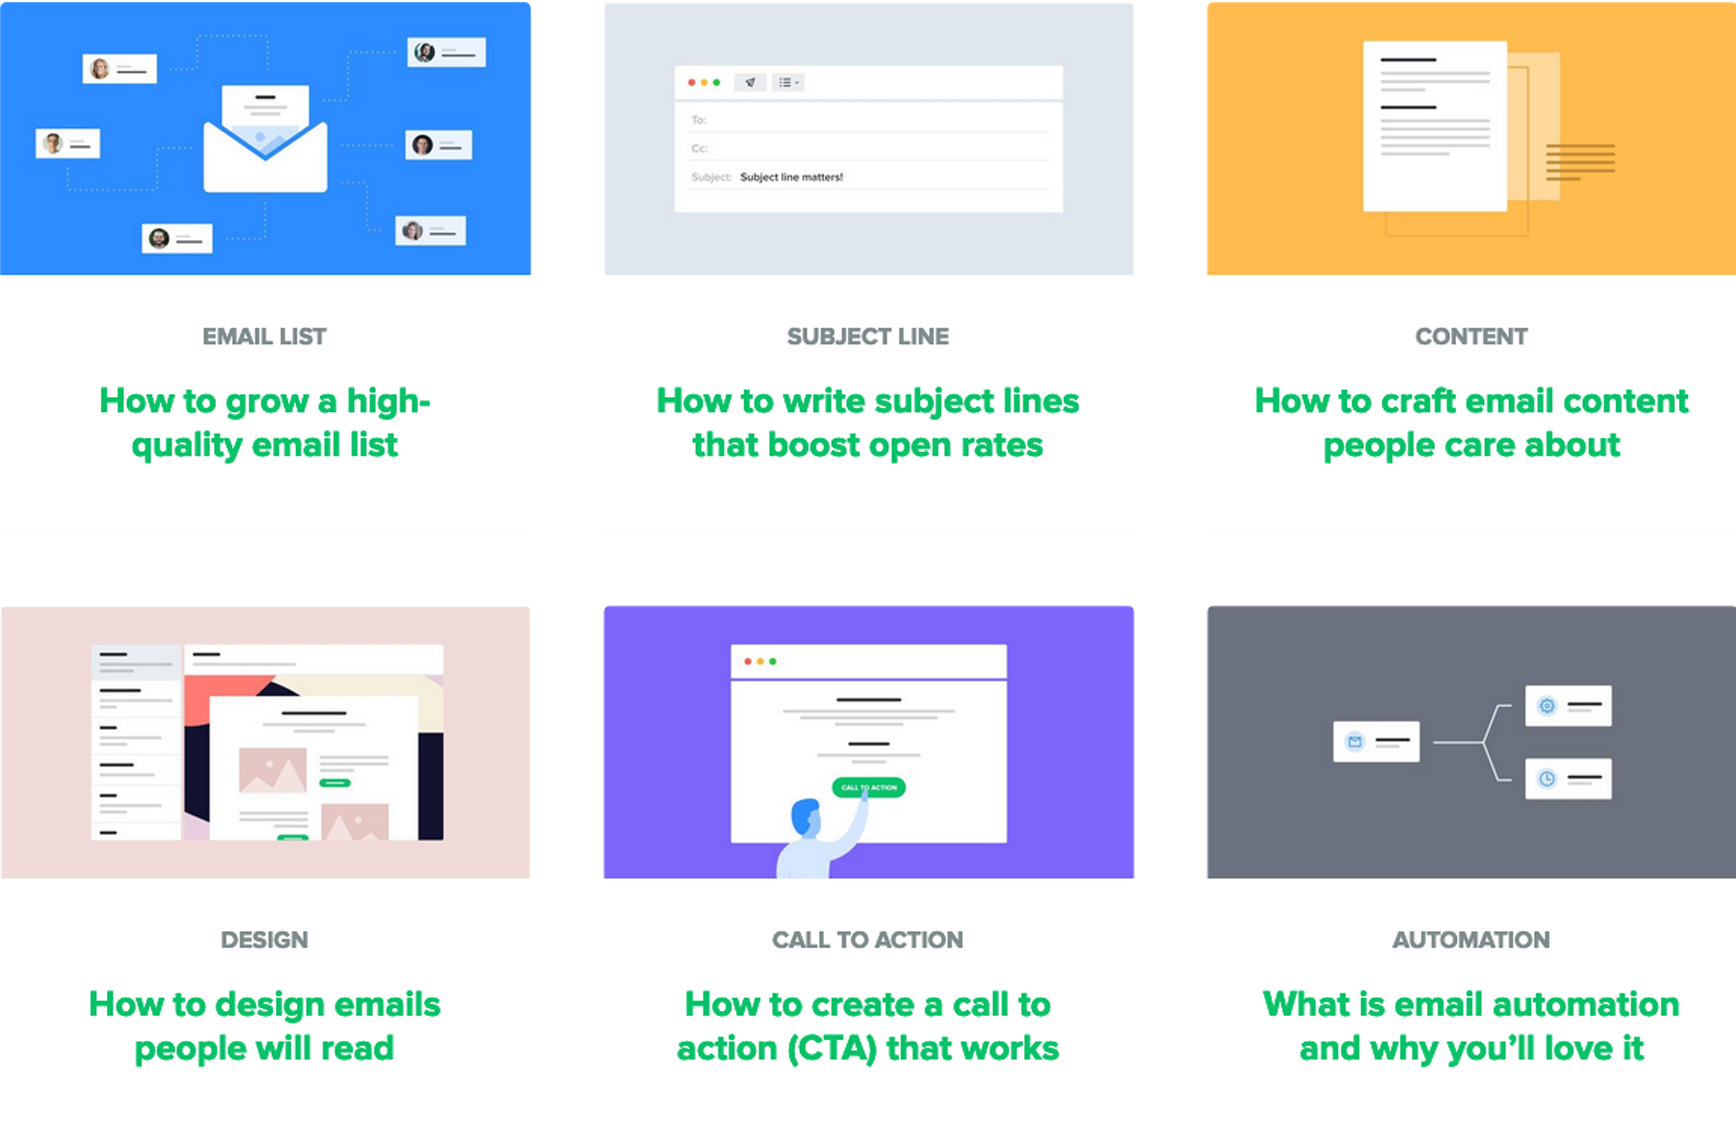 To:
Cc:
Subject: Subject line matters!
EMAIL LIST
How to grow a high-
quality email list
SUBJECT LINE
How to write subject lines
that boost open rates
CONTENT
How to craft email content
people care about
CALL TO ACTION
DESIGN
How to design emails
people will read
CALL TO ACTION
How to create a call to
action (CTA) that works
AUTOMATION
What is email automation
and why you’ll love it